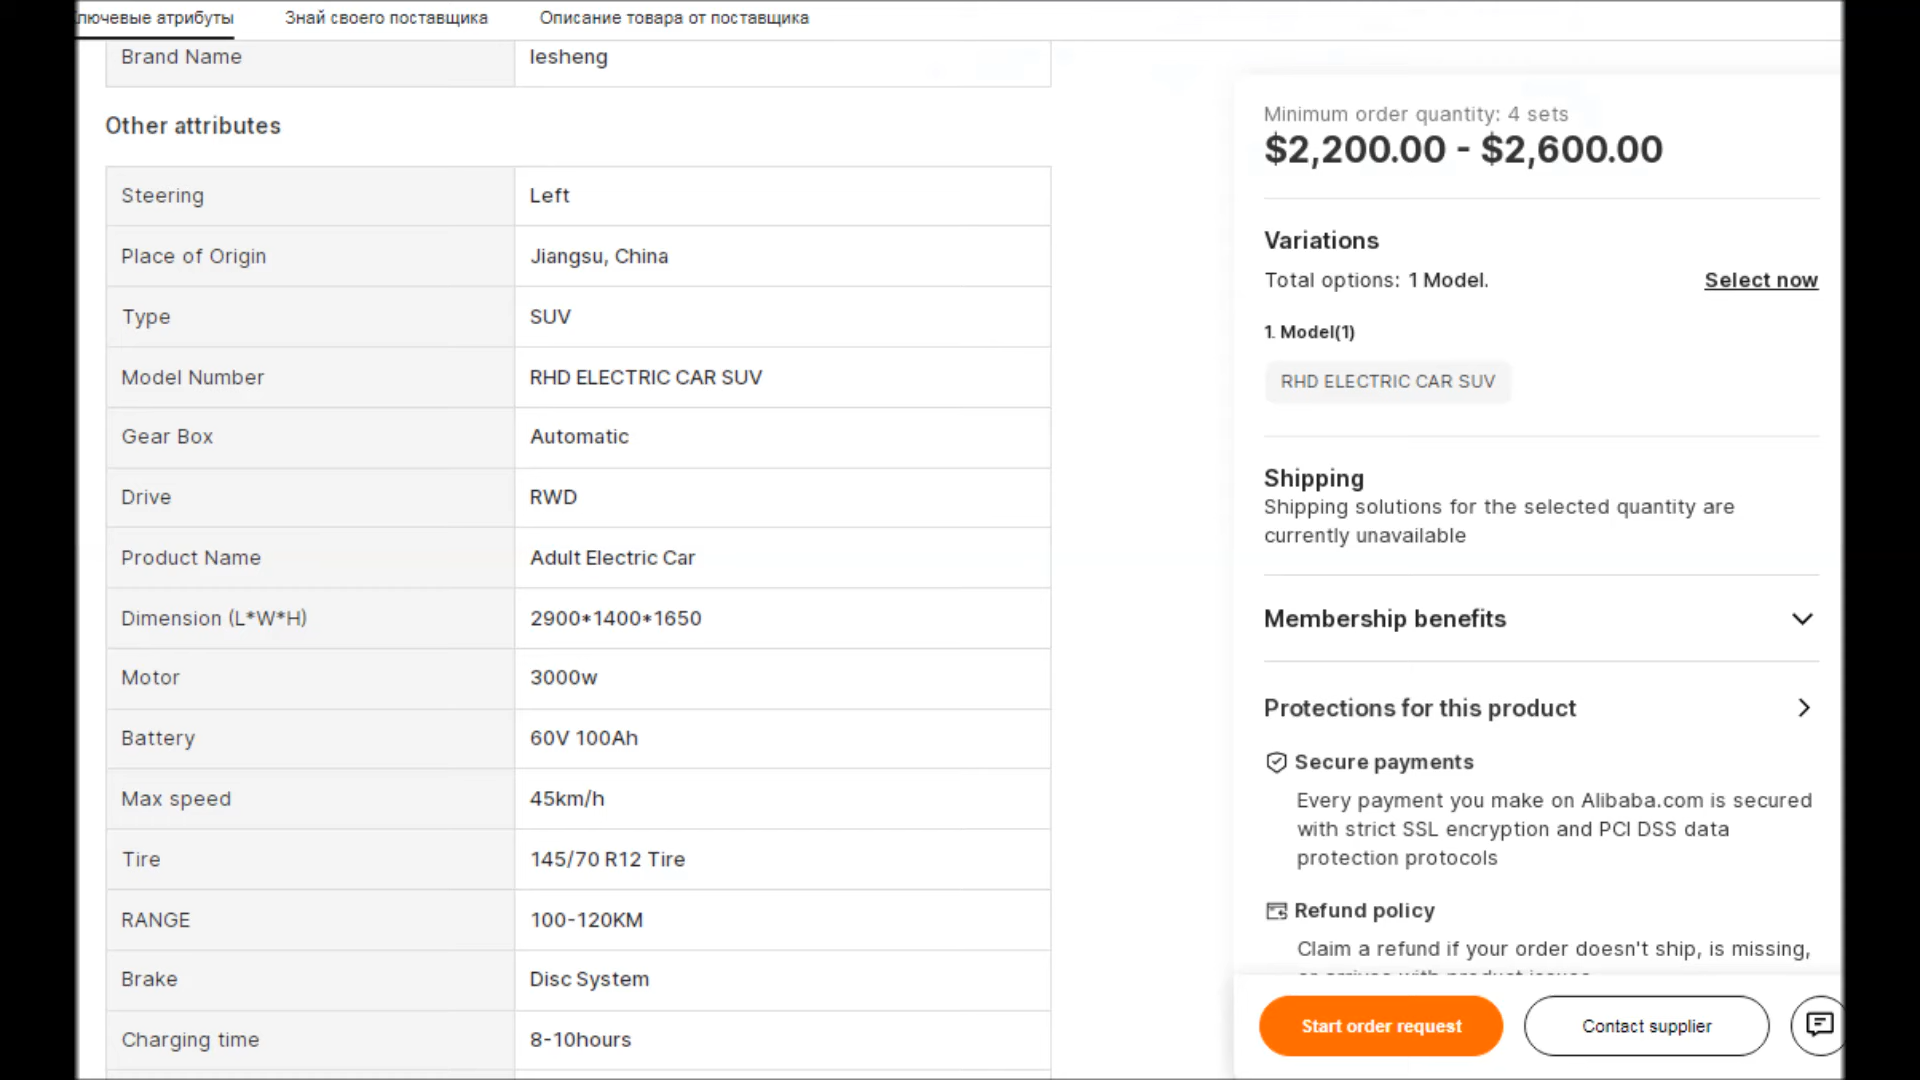 лючевые атрибуты Знай своего поставщика Описание товара от поставщика
Brand Name lesheng
Other attributes
Steering Left
Place of Origin Jiangsu, China
Type SUV
Model Number RHD ELECTRIC CAR SUV
Gear Box Automatic
Drive RWD
Product Name Adult Electric Car
Dimension (L*W*H) 2900*1400*1650
Motor 3000w
Battery 60V 100Ah
Max speed 45km/h
Tire 145/70 R12 Tire
RANGE 100-120KM
Brake Disc System
Charging time 8-10hours
Minimum order quantity: 4 sets
$2,200.00 - $2,600.00
Variations
Total options: 1 Model. Select now
1. Model(1)
RHD ELECTRIC CAR SUV
Shipping
Shipping solutions for the selected quantity are
currently unavailable
Membership benefits
Protections for this product
Secure payments
Every payment you make on Alibaba.com is secured
with strict SSL encryption and PCI DSS data
protection protocols
Refund policy
Claim a refund if your order doesn't ship, is missing,
Start order request Contact supplier